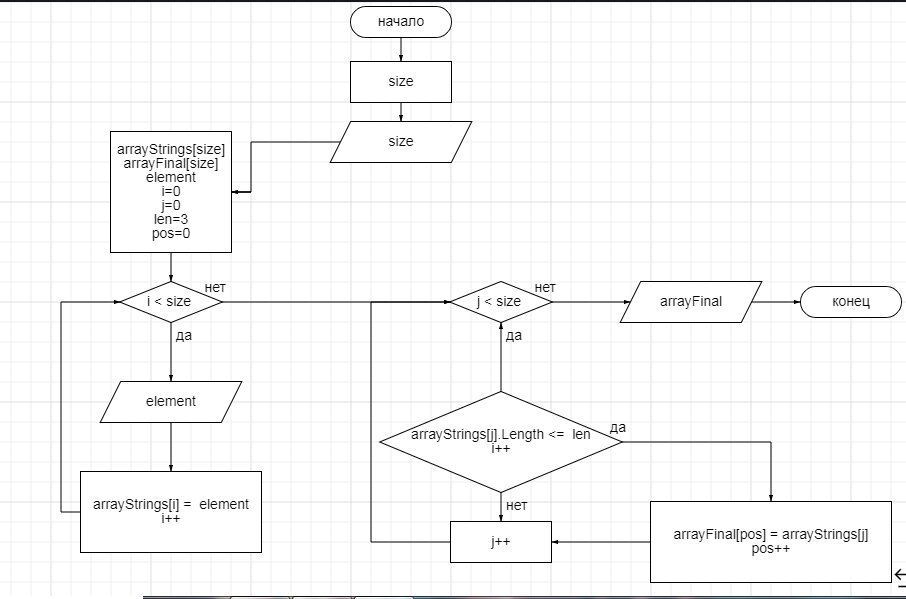 начало
size
size
arrayStrings[size]
arrayFinal[size]
element
i=0
j=0
len=3
pos=0
i < size
нет
да
element
arrayStrings[i] = element
i++
j < size
нет
да
arrayFinal
конец
arrayStrings[j].Length <= len
i++
да
нет
j++
arrayFinal[pos] = arrayStrings[j]
pos++